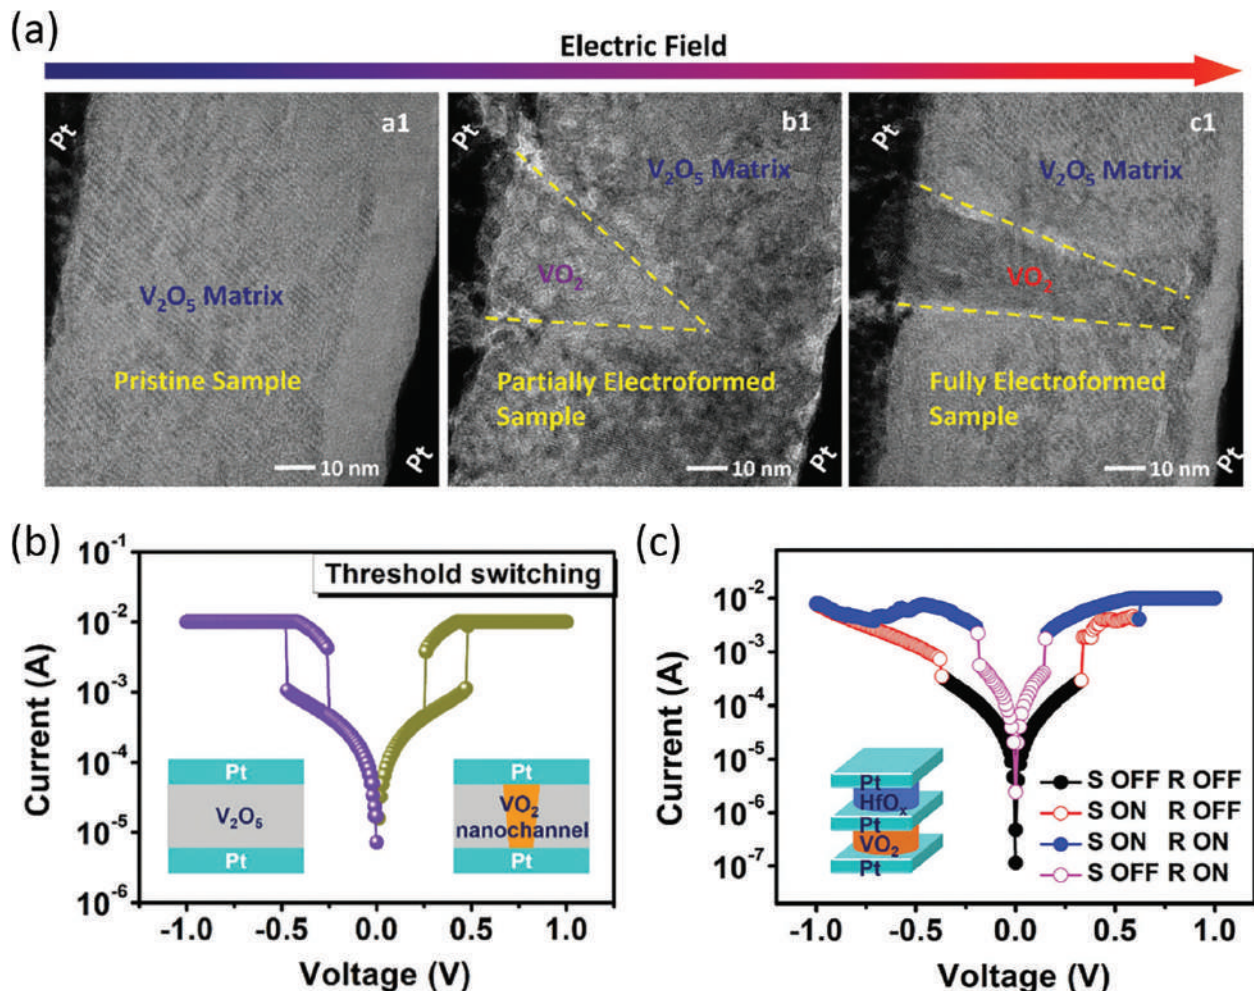 (a)
Electric Field
Pt
a1
V₂O₅ Matrix
Pristine Sample
10 nm
Pt
Pt
b1
V₂O₅ Matrix
VO₂
Partially Electroformed
Sample
10 nm
Pt
Pt
c1
V₂O₅ Matrix
VO₂
Fully Electroformed
Sample
10 nm
(b)
Threshold switching
Current (A)
10⁻¹
10⁻²
10⁻³
10⁻⁴
10⁻⁵
10⁻⁶
Pt
V₂O₅
Pt
Pt
VO₂
nanochannel
Pt
-1.0 -0.5 0.0 0.5 1.0
Voltage (V)
(c)
Current (A)
10⁻²
10⁻³
10⁻⁴
10⁻⁵
10⁻⁶
10⁻⁷
Pt
HfOₓ
Pt
VO₂
Pt
S OFF R OFF
S ON R OFF
S ON R ON
S OFF R ON
-1.0 -0.5 0.0 0.5 1.0
Voltage (V)